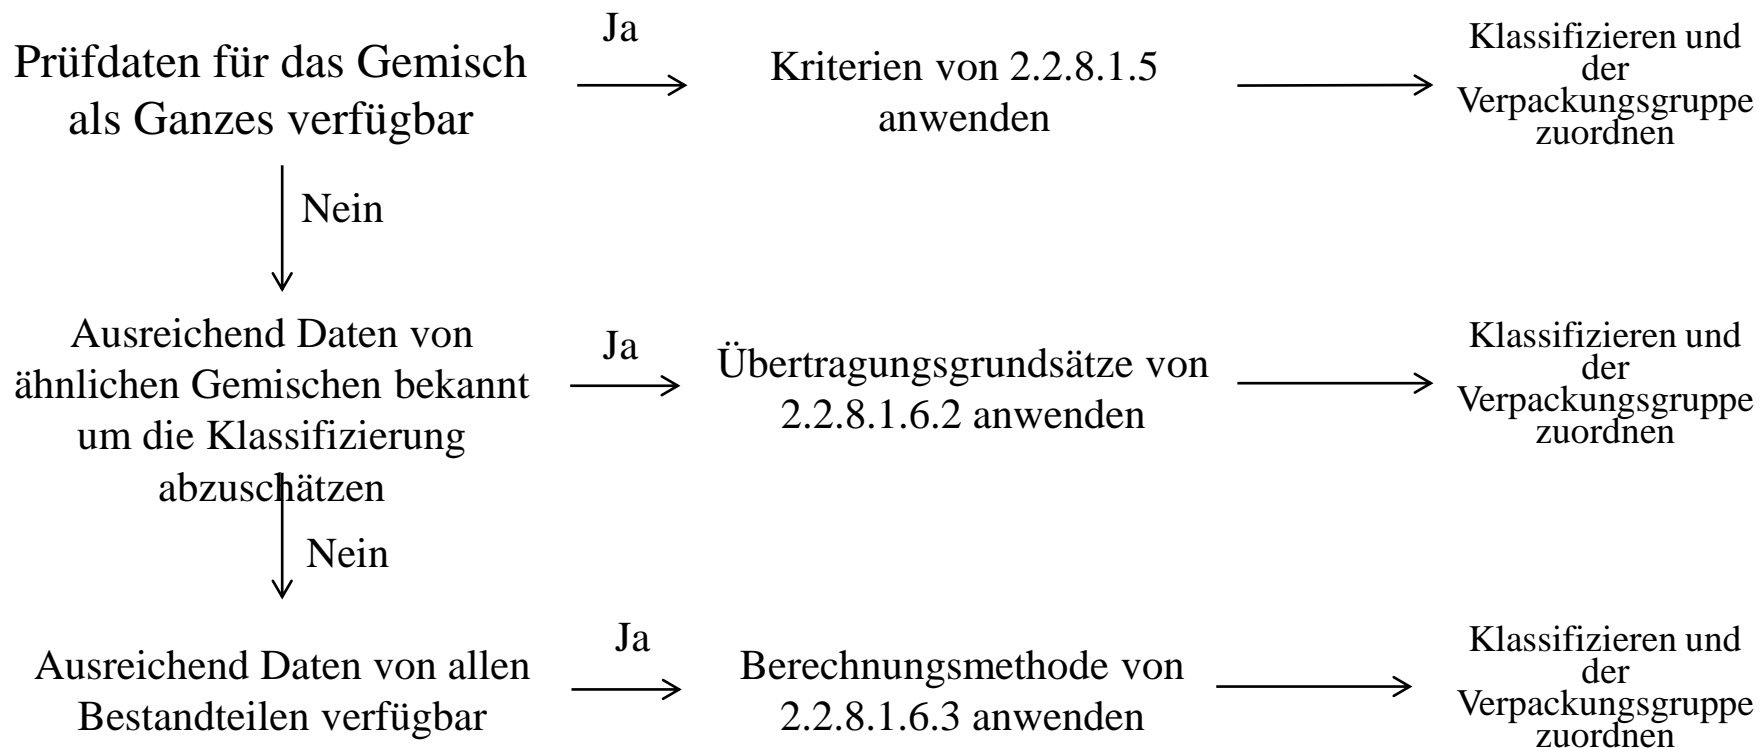 Prüfdaten für das Gemisch
als Ganzes verfügbar
Ja
Kriterien von 2.2.8.1.5
anwenden
Klassifizieren und
der
Verpackungsgruppe
zuordnen
Nein
Ausreichend Daten von
ähnlichen Gemischen bekannt
um die Klassifizierung
abzuschätzen
Ja
Übertragungsgrundsätze von
2.2.8.1.6.2 anwenden
Klassifizieren und
der
Verpackungsgruppe
zuordnen
Nein
Ausreichend Daten von allen
Bestandteilen verfügbar
Ja
Berechnungsmethode von
2.2.8.1.6.3 anwenden
Klassifizieren und
der
Verpackungsgruppe
zuordnen